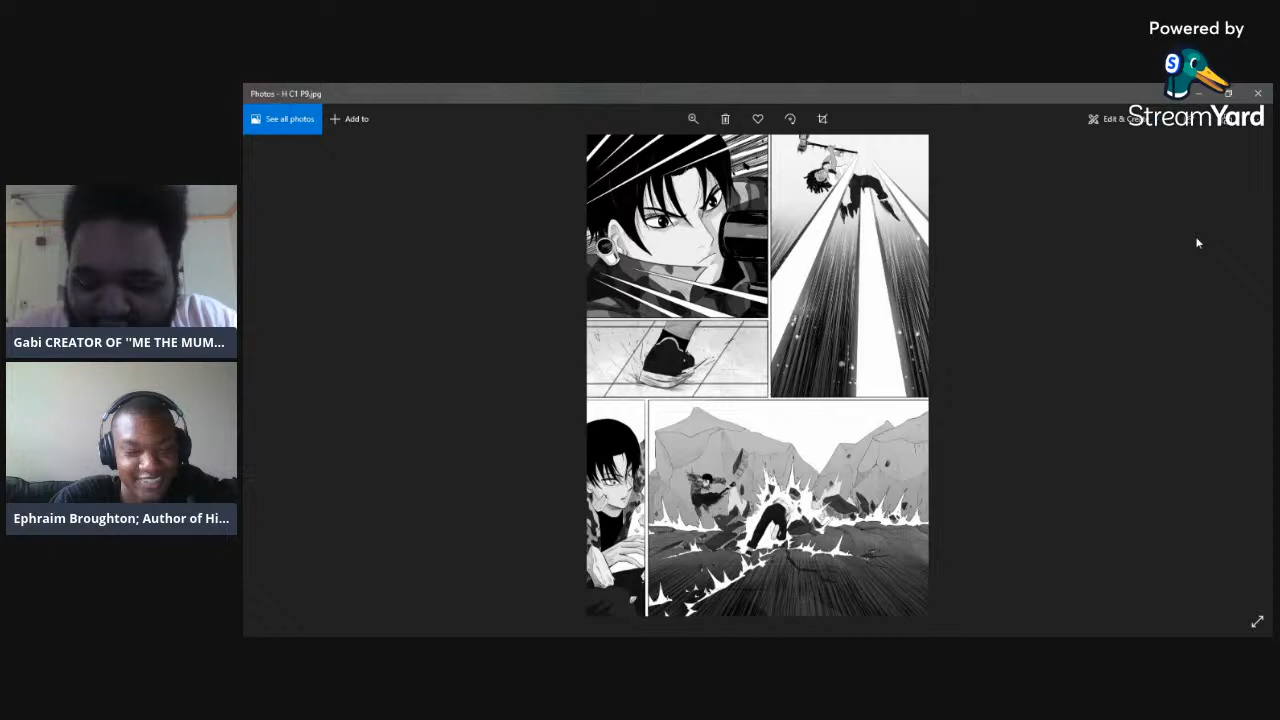 Powered by
S
StreamYard
Photos - H C1 P9.jpg
See all photos
Add to
Gabi CREATOR OF "ME THE MUM...
Ephraim Broughton; Author of Hi...